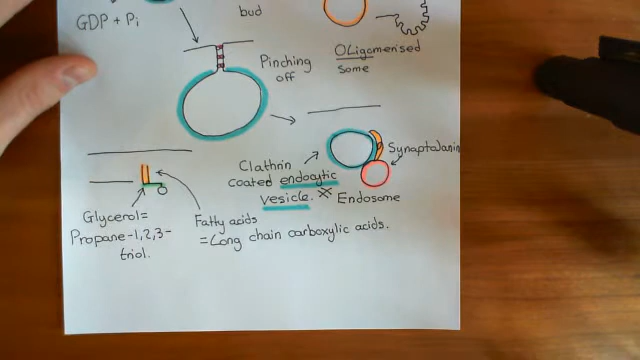 GDP + Pi
bud
OLigomerised
some
Pinching
off
Clathrin
coated endocytic
vesicle.
Endosome
Glycerol=
Propane-1,2,3-
triol.
Fatty acids
=Long chain carboxylic acids.